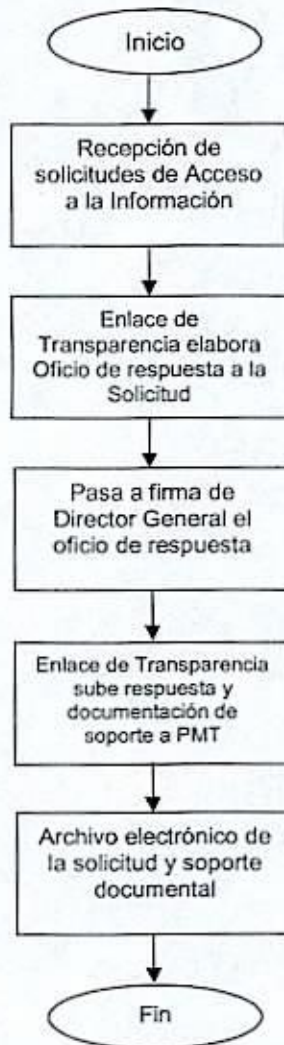 Inicio
Recepción de
solicitudes de Acceso
a la Información
Enlace de
Transparencia elabora
Oficio de respuesta a la
Solicitud
Pasa a firma de
Director General el
oficio de respuesta
Enlace de Transparencia
sube respuesta y
documentación de
soporte a PMT
Archivo electrónico de
la solicitud y soporte
documental
Fin